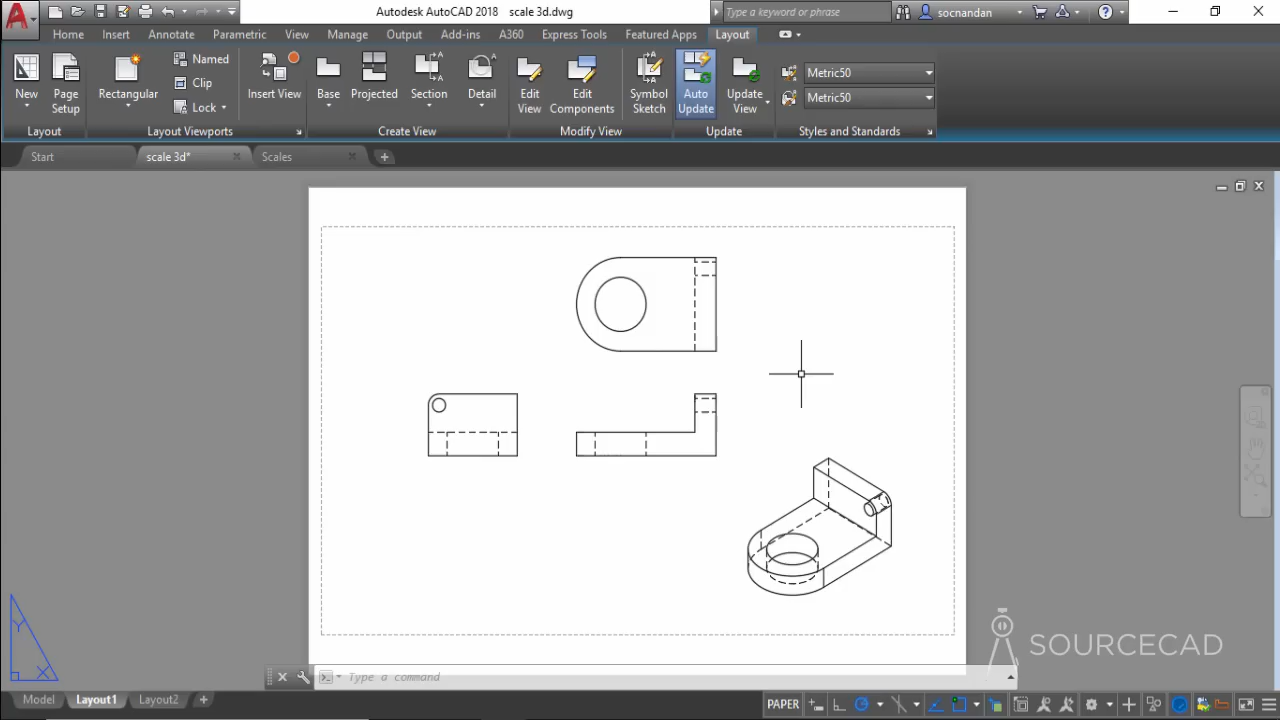 Autodesk AutoCAD 2018 scale 3d.dwg
Type a keyword or phrase
socnandan
Home Insert Annotate Parametric View Manage Output Add-ins A360 Express Tools Featured Apps Layout
New
Page Setup
Rectangular
Named
Clip
Lock
Insert View
Base
Projected
Section
Detail
Edit View
Edit Components
Symbol Sketch
Auto Update
Update View
Metric50
Metric50
Layout Layout Viewports Create View Modify View Update Styles and Standards
Start scale 3d* Scales
A
A
Y
X
SOURCECAD
Type a command
Model Layout1 Layout2
PAPER